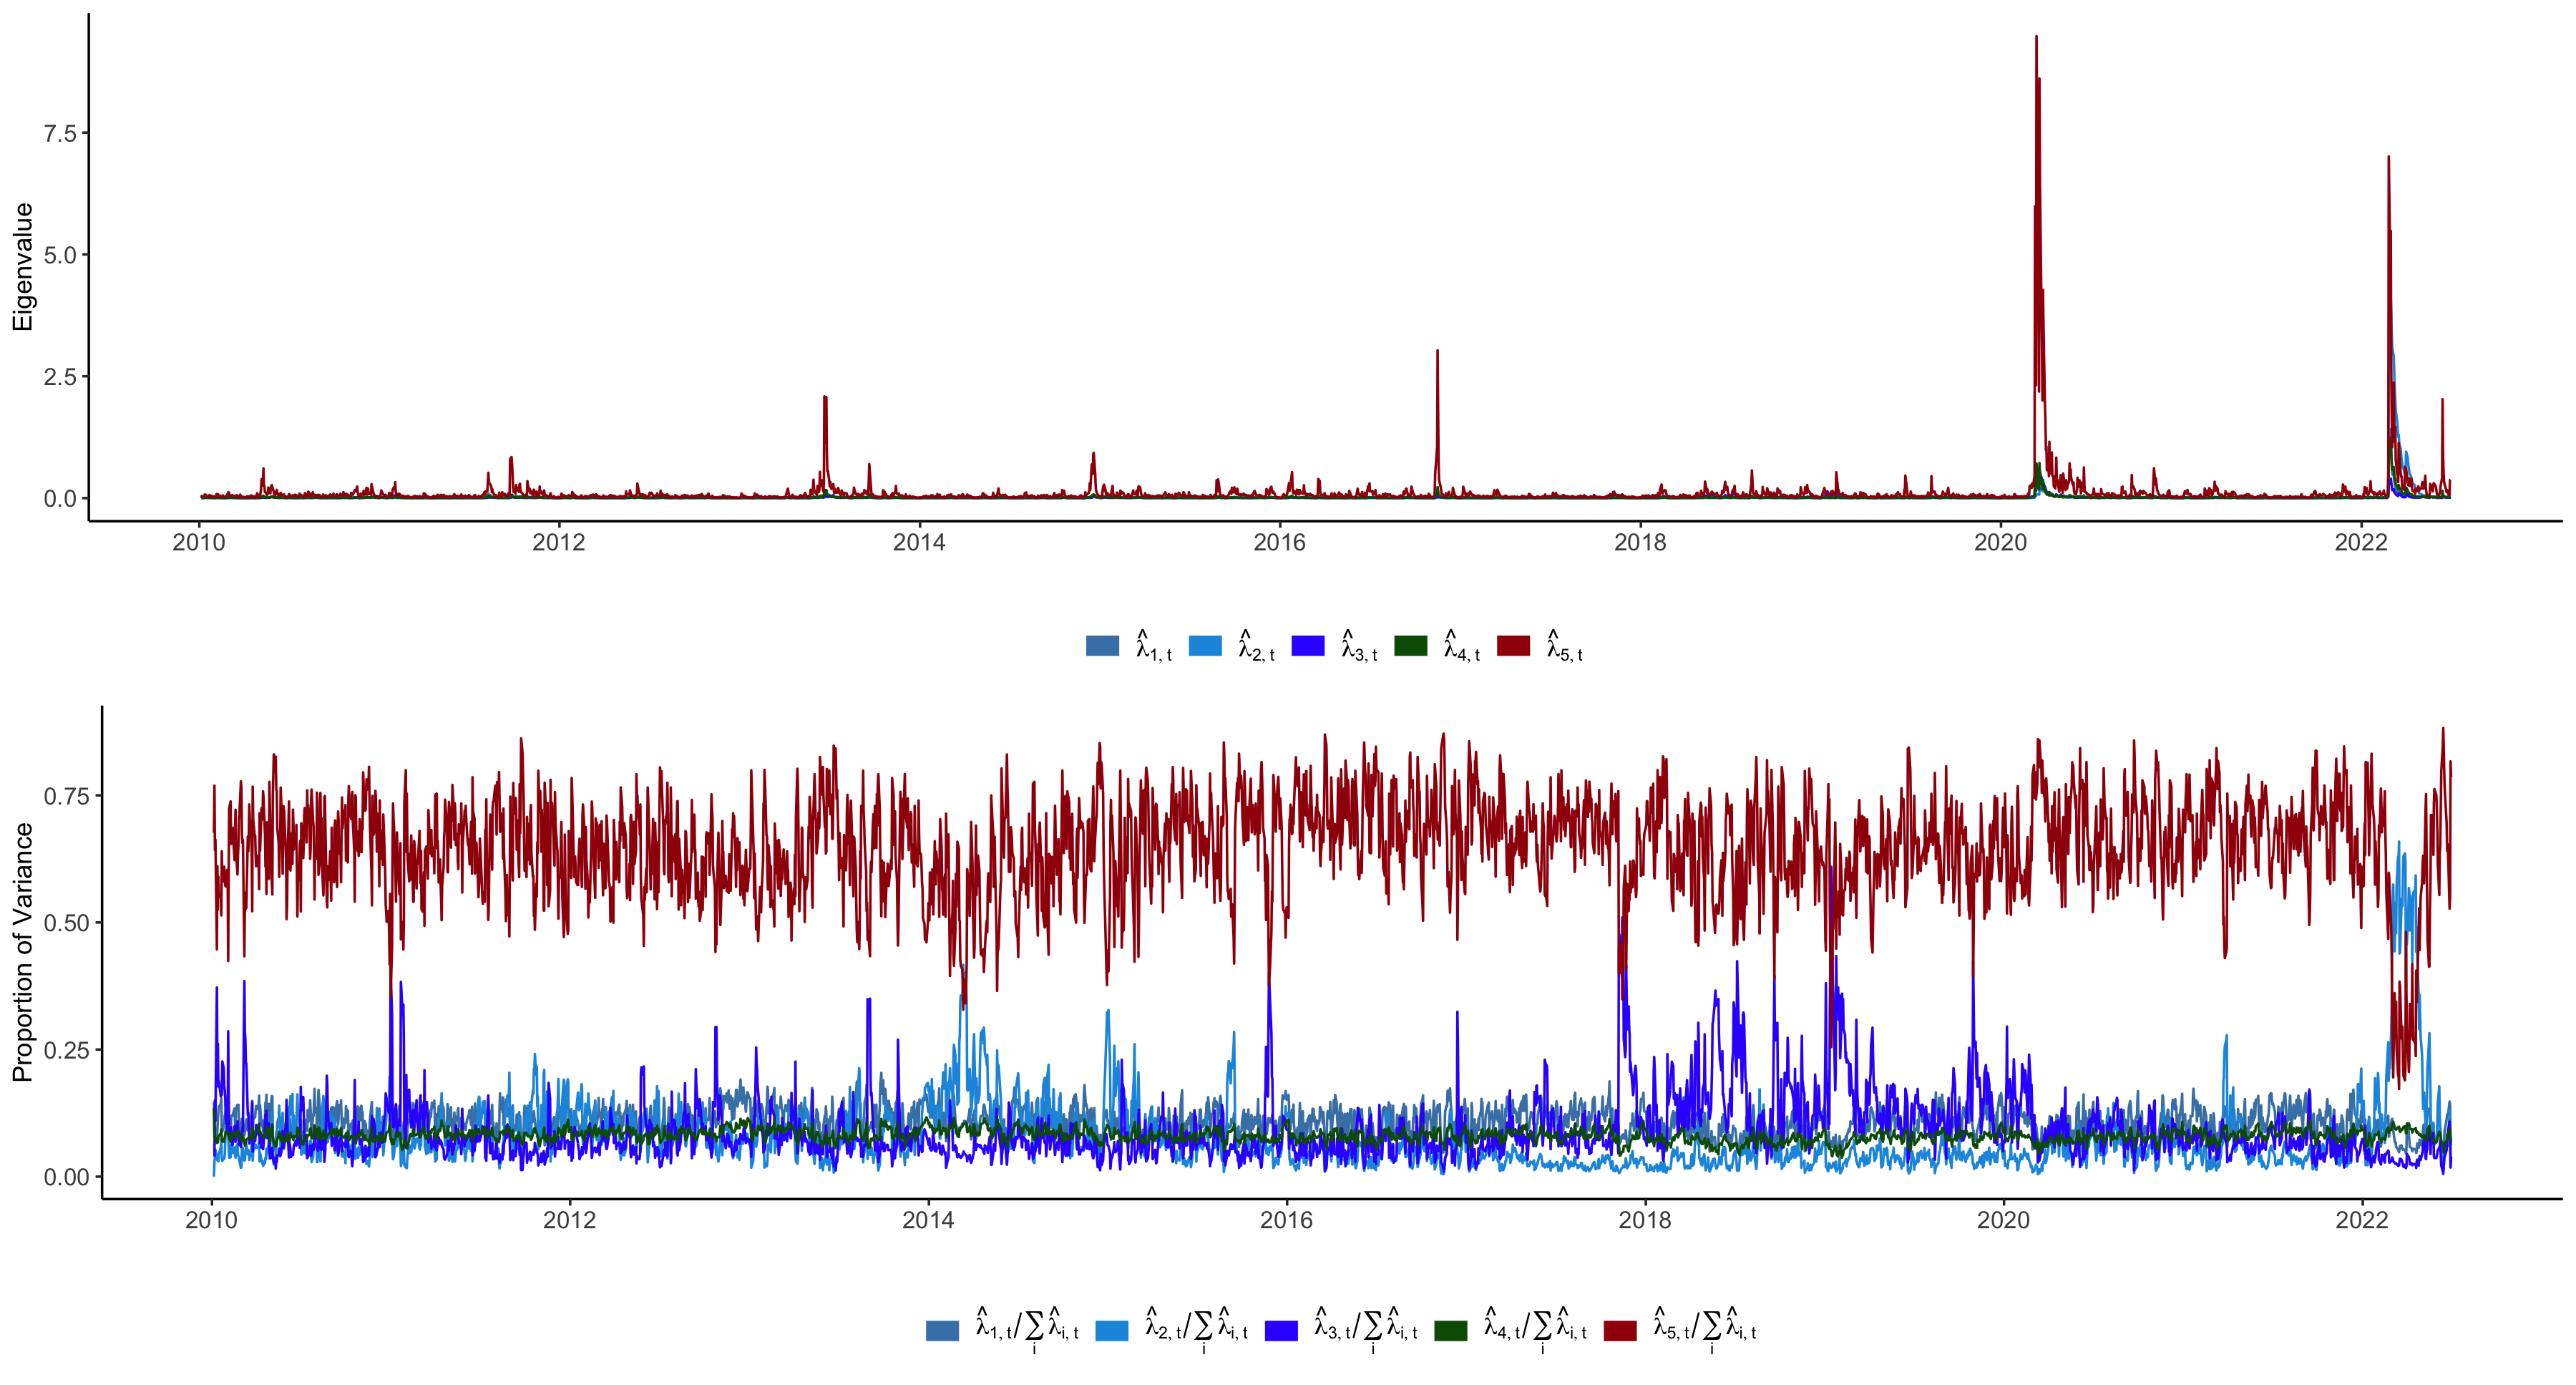 Eigenvalue
7.5
5.0
2.5
0.0
2010 2012 2014 2016 2018 2020 2022
λ̂1, t λ̂2, t λ̂3, t λ̂4, t λ̂5, t
Proportion of Variance
0.75
0.50
0.25
0.00
2010 2012 2014 2016 2018 2020 2022
λ̂1, t/∑i λ̂i, t λ̂2, t/∑i λ̂i, t λ̂3, t/∑i λ̂i, t λ̂4, t/∑i λ̂i, t λ̂5, t/∑i λ̂i, t